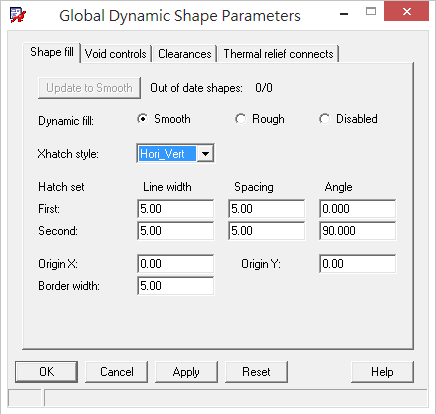 Global Dynamic Shape Parameters
Shape fill Void controls Clearances Thermal relief connects
Update to Smooth Out of date shapes: 0/0
Dynamic fill: Smooth Rough Disabled
Xhatch style: Hori_Vert
Hatch set Line width Spacing Angle
First: 5.00 5.00 0.000
Second: 5.00 5.00 90.000
Origin X: 0.00 Origin Y: 0.00
Border width: 5.00
OK Cancel Apply Reset Help